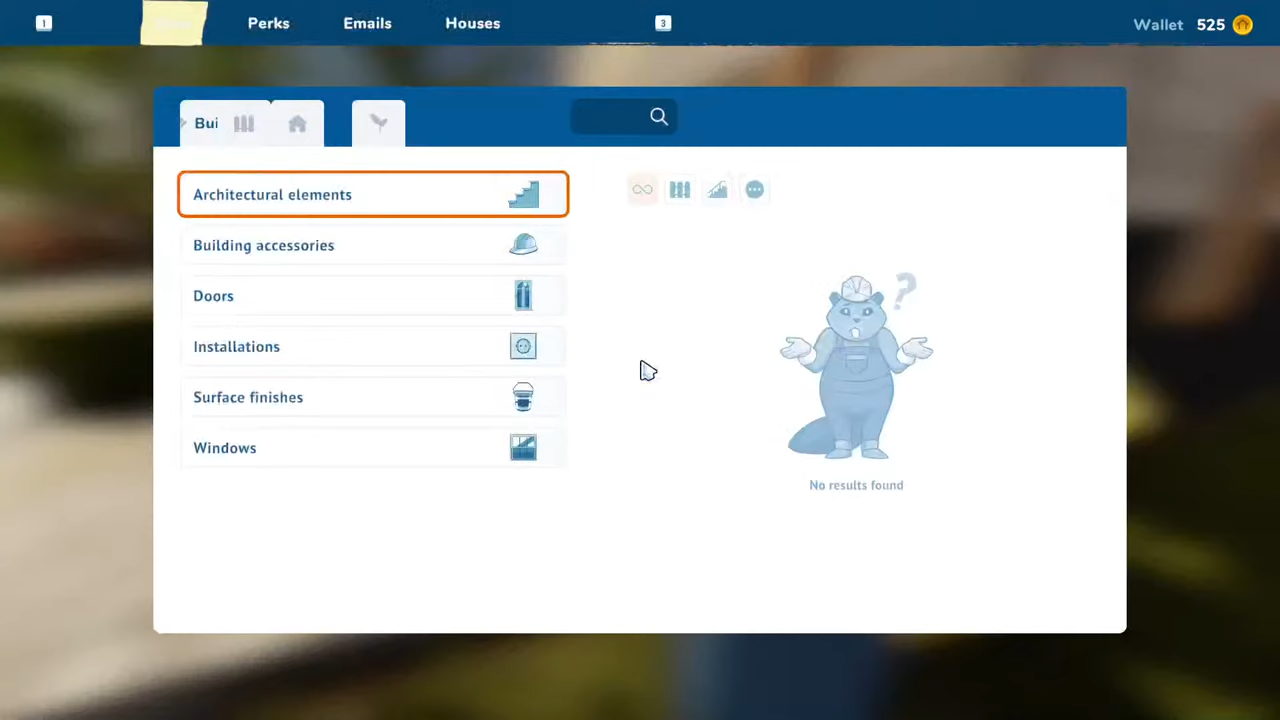 1
Perks
Emails
Houses
3
Wallet 525
Bui
?
Architectural elements
Building accessories
Doors
Installations
Surface finishes
Windows
No results found